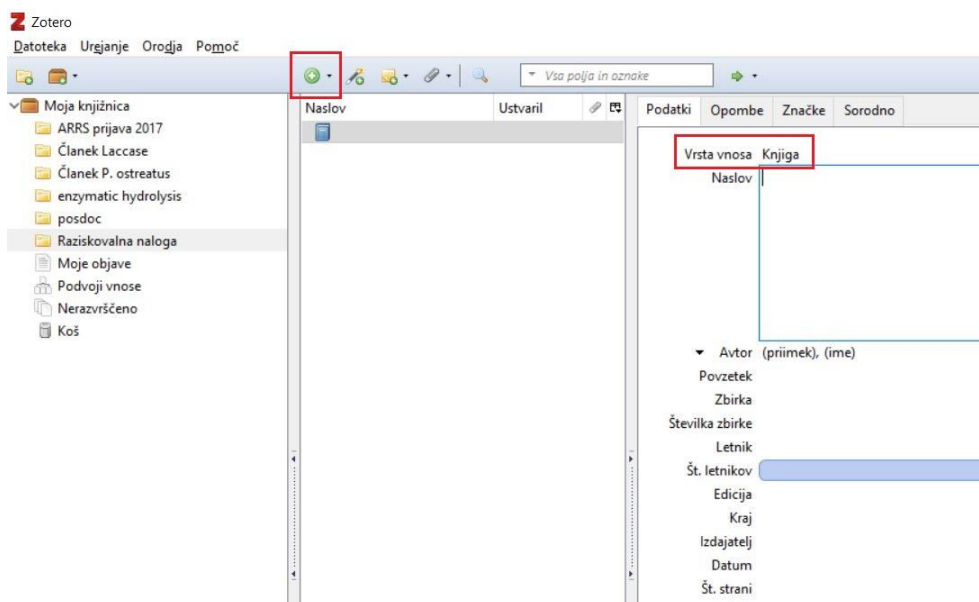 Zotero
Datoteka Urejanje Orodja Pomoč
Vsa polja in oznake
Moja knjižnica
ARRS prijava 2017
Članek Laccase
Članek P. ostreatus
enzymatic hydrolysis
posdoc
Raziskovalna naloga
Moje objave
Podvoji vnose
Nerazvrščeno
Koš
Naslov Ustvaril
Podatki Opombe Značke Sorodno
Vrsta vnosa Knjiga
Naslov
Avtor (priimek), (ime)
Povzetek
Zbirka
Številka zbirke
Letnik
Št. letnikov
Edicija
Kraj
Izdajatelj
Datum
Št. strani